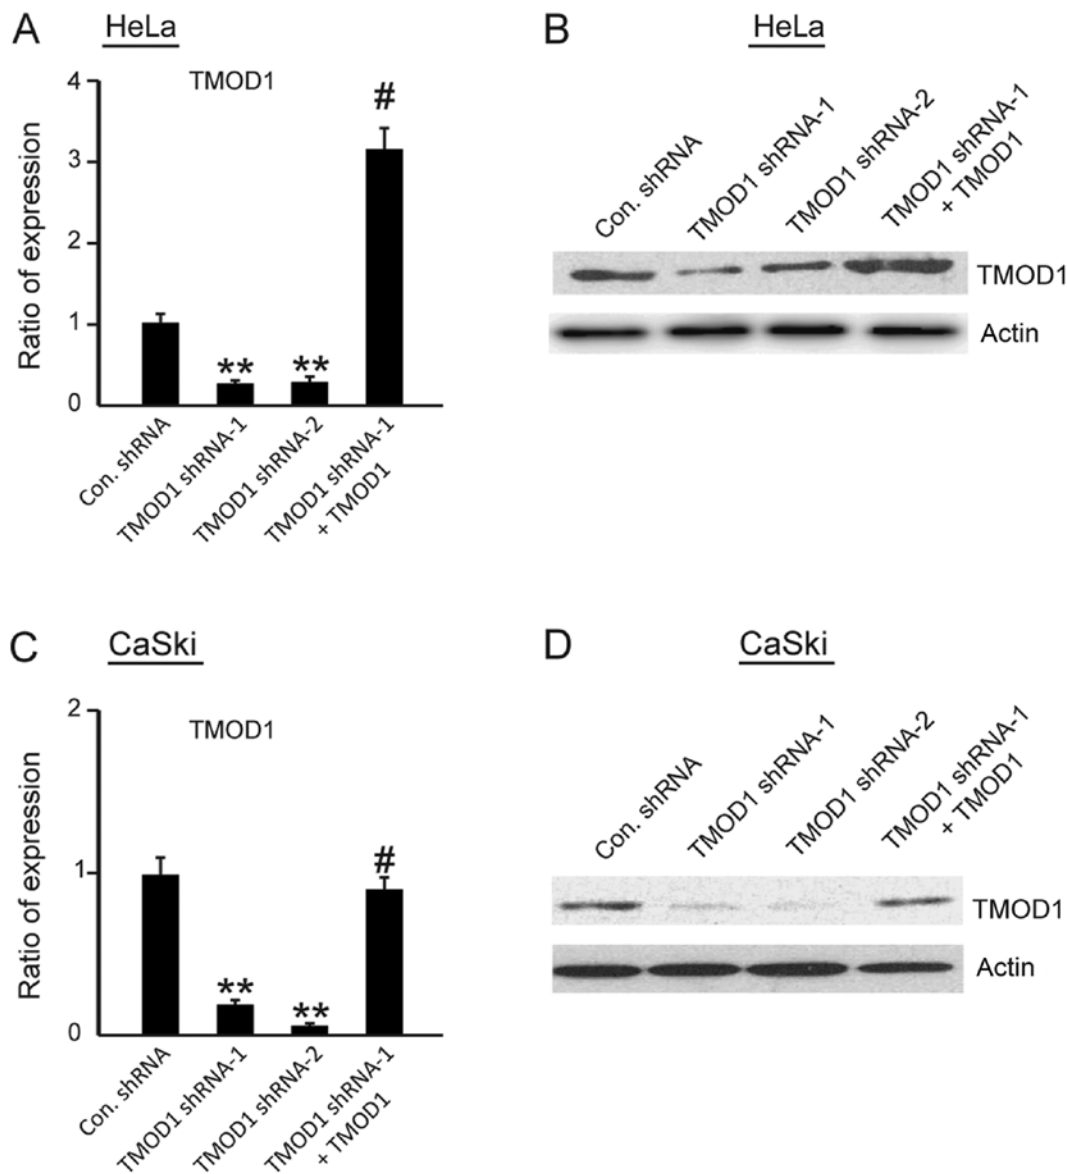 A
HeLa
TMOD1
Ratio of expression
4
3
2
1
0
#
**
**
Con. shRNA
TMOD1 shRNA-1
TMOD1 shRNA-2
TMOD1 shRNA-1
+ TMOD1
B
HeLa
Con. shRNA
TMOD1 shRNA-1
TMOD1 shRNA-2
TMOD1 shRNA-1
+ TMOD1
TMOD1
Actin
C
CaSki
TMOD1
Ratio of expression
2
1
0
#
**
**
Con. shRNA
TMOD1 shRNA-1
TMOD1 shRNA-2
TMOD1 shRNA-1
+ TMOD1
D
CaSki
Con. shRNA
TMOD1 shRNA-1
TMOD1 shRNA-2
TMOD1 shRNA-1
+ TMOD1
TMOD1
Actin